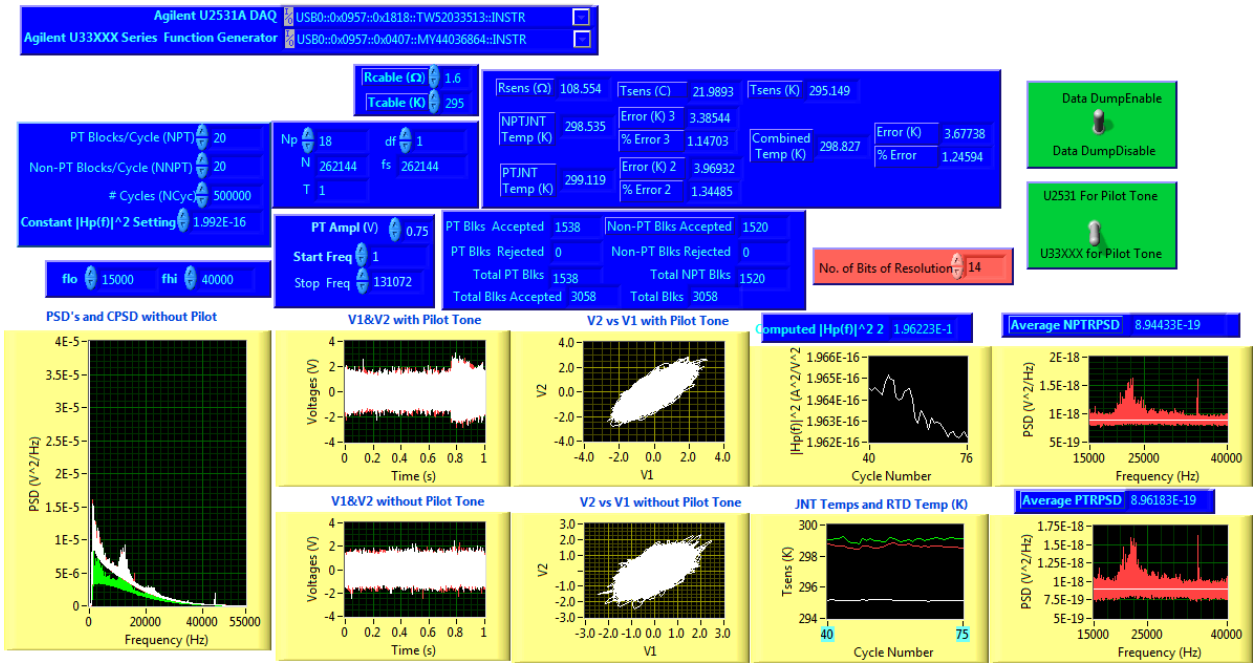 Agilent U2531A DAQ USB0::0x0957::0x1818::TW52033513::INSTR
Agilent U33XXX Series Function Generator USB0::0x0957::0x0407::MY44036864::INSTR
Rcable (Ω) 1.6
Tcable (K) 295
Rsens (Ω) 108.554 Tsens (C) 21.9893 Tsens (K) 295.149
NPTJNT Temp (K) 298.535
Error (K) 3 3.38544
% Error 3 1.14703
PTJNT Temp (K) 299.119
Error (K) 2 3.96932
% Error 2 1.34485
Combined Temp (K) 298.827
Error (K) 3.67738
% Error 1.24594
Data DumpEnable
Data DumpDisable
PT Blocks/Cycle (NPT) 20
Non-PT Blocks/Cycle (NNPT) 20
# Cycles (NCyc) 500000
Constant |Hp(f)|^2 Setting 1.992E-16
Np 18 df 1
N 262144 fs 262144
T 1
U2531 For Pilot Tone
U33XXX for Pilot Tone
PT Ampl (V) 0.75
Start Freq 1
Stop Freq 131072
PT Blks Accepted 1538 Non-PT Blks Accepted 1520
PT Blks Rejected 0 Non-PT Blks Rejected 0
Total PT Blks 1538 Total NPT Blks 1520
Total Blks Accepted 3058 Total Blks 3058
No. of Bits of Resolution 14
flo 15000 fhi 40000
PSD's and CPSD without Pilot
4E-5
3.5E-5
3E-5
2.5E-5
2E-5
1.5E-5
1E-5
5E-6
0
PSD (V^2/Hz)
0 20000 40000 55000
Frequency (Hz)
V1&V2 with Pilot Tone
4
2
0
-2
-4
Voltages (V)
0 0.2 0.4 0.6 0.8 1
Time (s)
V2 vs V1 with Pilot Tone
4.0
2.0
0.0
-2.0
-4.0
V2
-4.0 -2.0 0.0 2.0 4.0
V1
Computed |Hp(f)|^2 2 1.96223E-1
1.966E-16
1.965E-16
1.964E-16
1.963E-16
1.962E-16
|Hp(f)|^2 (A^2/V^2
40 76
Cycle Number
Average NPTRPSD 8.94433E-19
2E-18
1.5E-18
1E-18
5E-19
PSD (V^2/Hz)
15000 25000 40000
Frequency (Hz)
V1&V2 without Pilot Tone
4
2
0
-2
-4
Voltages (V)
0 0.2 0.4 0.6 0.8 1
Time (s)
V2 vs V1 without Pilot Tone
3.0
2.0
1.0
0.0
-1.0
-2.0
-3.0
V2
-3.0 -2.0 -1.0 0.0 1.0 2.0 3.0
V1
JNT Temps and RTD Temp (K)
300
298
296
294
Tsens (K)
40 75
Cycle Number
Average PTRPSD 8.96183E-19
1.75E-18
1.5E-18
1.25E-18
1E-18
7.5E-19
5E-19
PSD (V^2/Hz)
15000 25000 40000
Frequency (Hz)